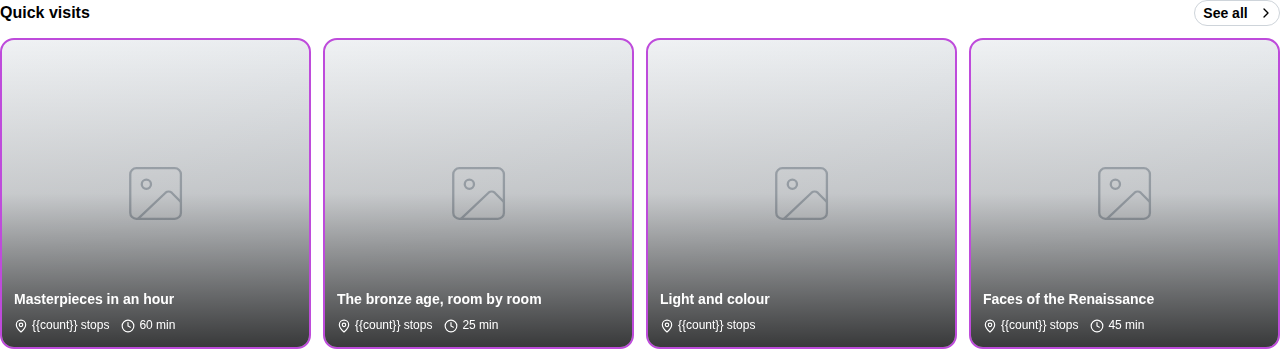 Quick visits
See all
Masterpieces in an hour
{{count}} stops 60 min
The bronze age, room by room
{{count}} stops 25 min
Light and colour
{{count}} stops
Faces of the Renaissance
{{count}} stops 45 min